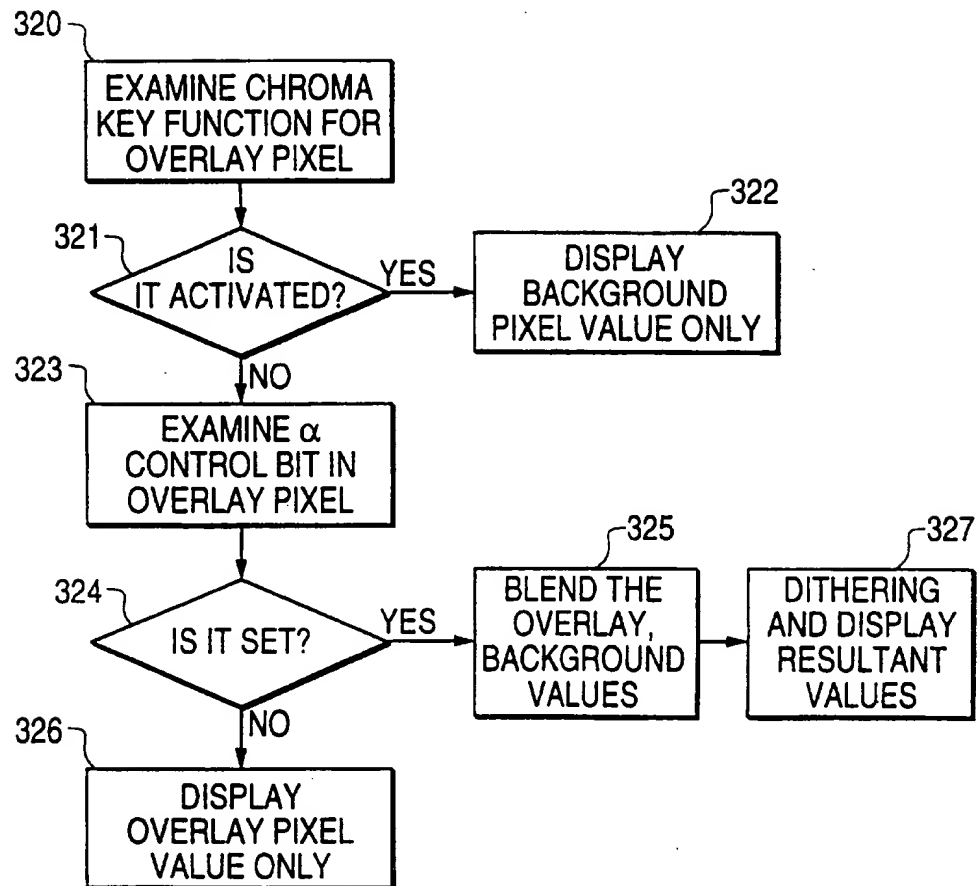 320
EXAMINE CHROMA
KEY FUNCTION FOR
OVERLAY PIXEL
321
IS
IT ACTIVATED?
YES
322
DISPLAY
BACKGROUND
PIXEL VALUE ONLY
NO
323
EXAMINE α
CONTROL BIT IN
OVERLAY PIXEL
324
IS IT SET?
YES
325
BLEND THE
OVERLAY,
BACKGROUND
VALUES
327
DITHERING
AND DISPLAY
RESULTANT
VALUES
NO
326
DISPLAY
OVERLAY PIXEL
VALUE ONLY